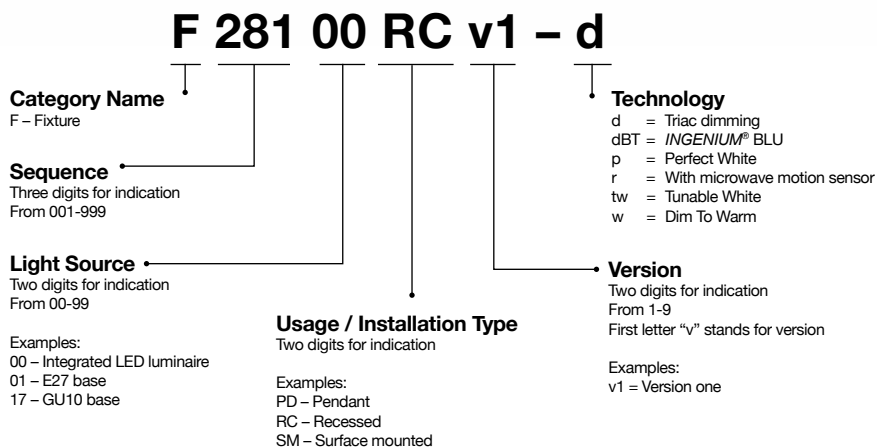 F 281 00 RC v1 – d
Category Name
F – Fixture
Sequence
Three digits for indication
From 001-999
Light Source
Two digits for indication
From 00-99
Examples:
00 – Integrated LED luminaire
01 – E27 base
17 – GU10 base
Usage / Installation Type
Two digits for indication
Examples:
PD – Pendant
RC – Recessed
SM – Surface mounted
Technology
d = Triac dimming
dBT = INGENIUM® BLU
p = Perfect White
r = With microwave motion sensor
tw = Tunable White
w = Dim To Warm
Version
Two digits for indication
From 1-9
First letter “v” stands for version
Examples:
v1 = Version one